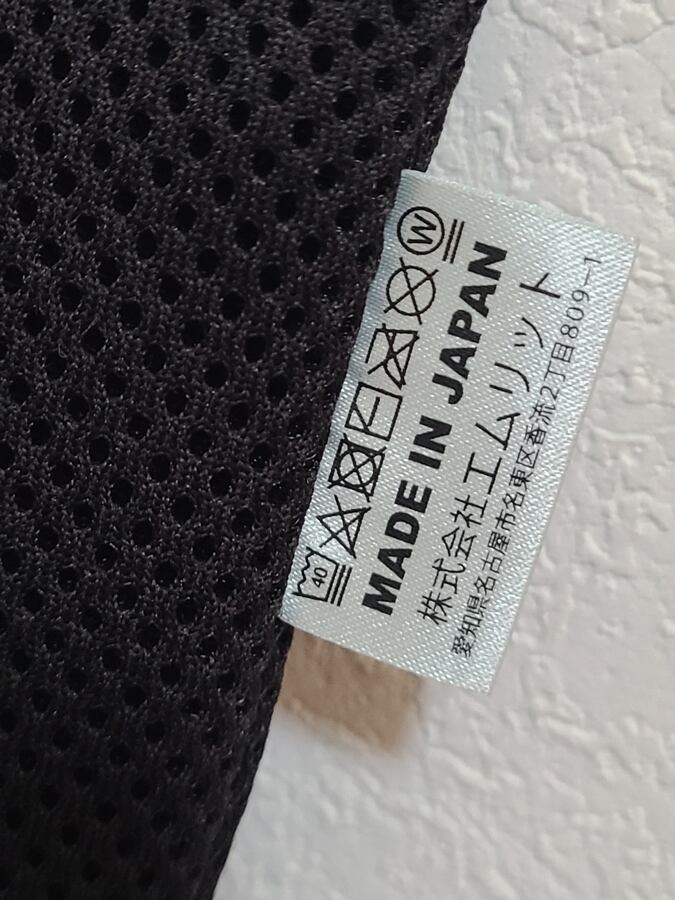 40 W
MADE IN JAPAN
株式会社エムリット
愛知県名古屋市名東区香流2丁目809-1